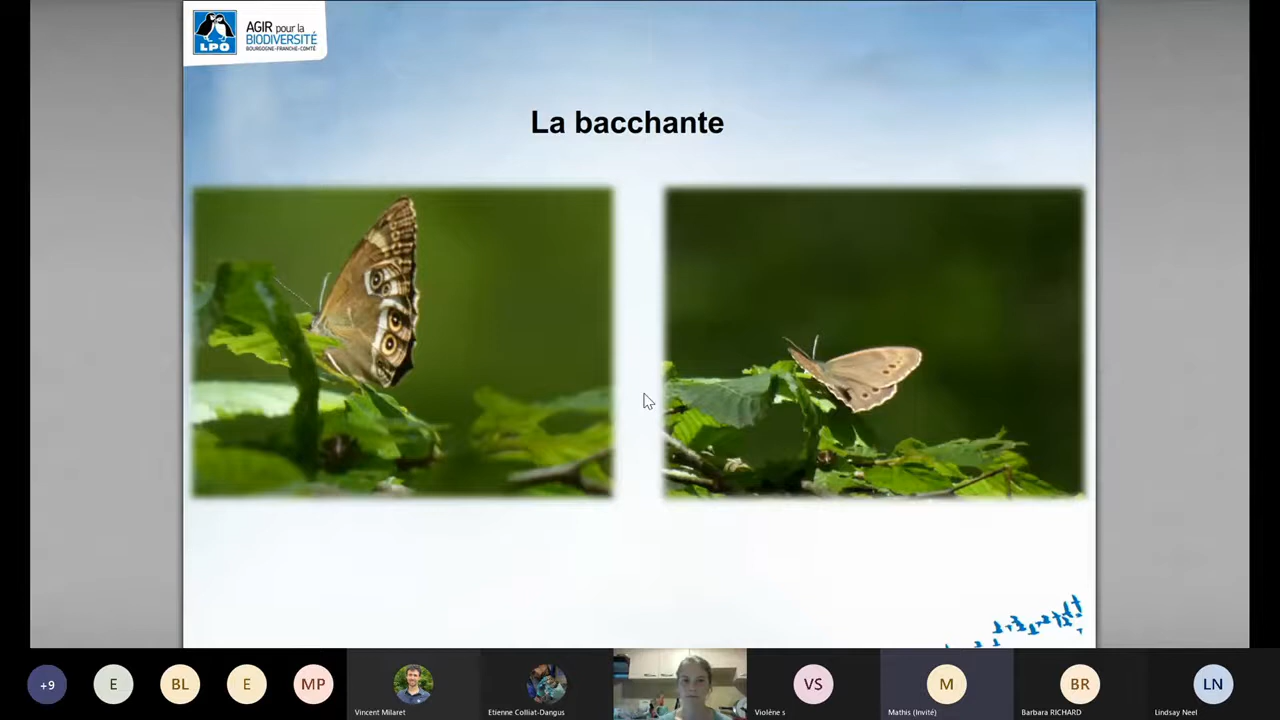 AGIR pour la
BIODIVERSITÉ
BOURGOGNE-FRANCHE-COMTÉ
LPO
La bacchante
+9
E
BL
E
MP
VS
M
BR
LN
Vincent Milaret
Etienne Colliat-Dangus
Violène s
Mathis (Invité)
Barbara RICHARD
Lindsay Neel